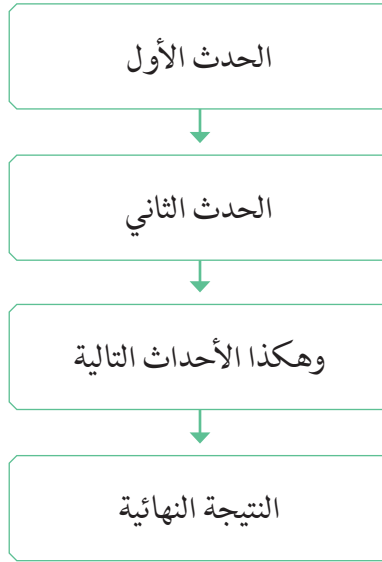 الحدث الأول
الحدث الثاني
وهكذا الأحداث التالية
النتيجة النهائية